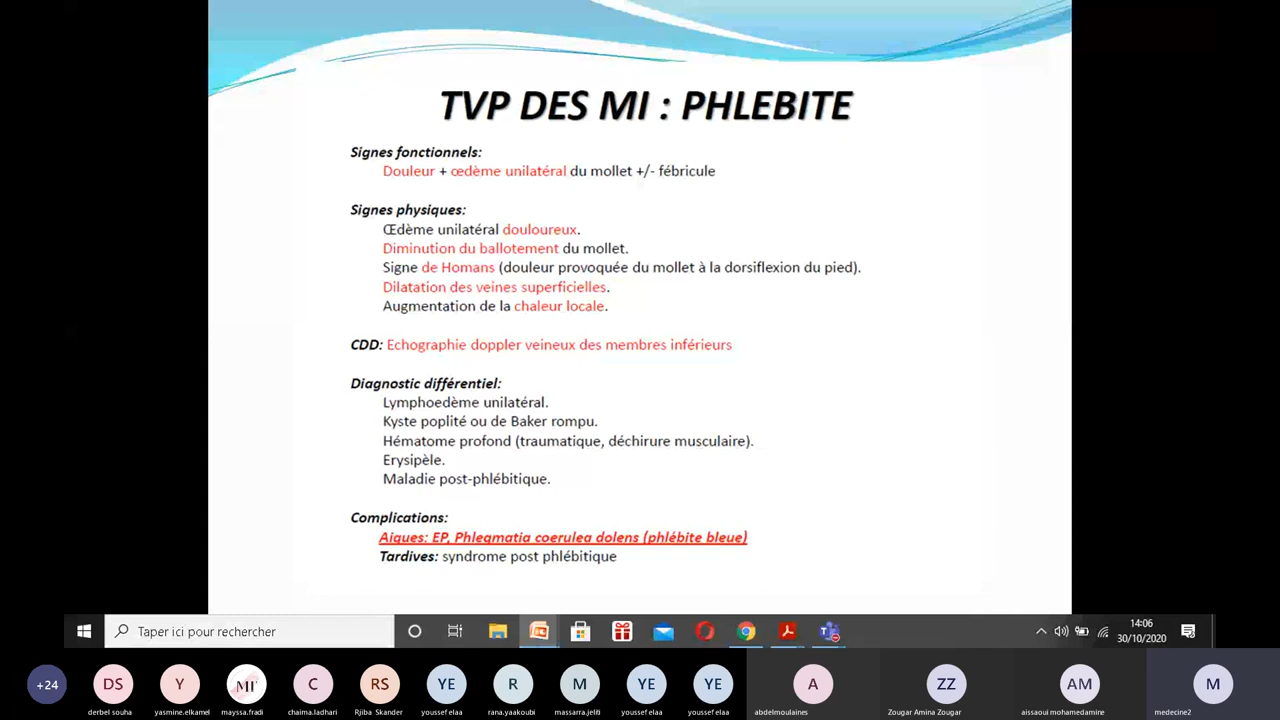 TVP DES MI : PHLEBITE
Signes fonctionnels:
Douleur + œdème unilatéral du mollet +/- fébricule
Signes physiques:
Œdème unilatéral douloureux.
Diminution du ballotement du mollet.
Signe de Homans (douleur provoquée du mollet à la dorsiflexion du pied).
Dilatation des veines superficielles.
Augmentation de la chaleur locale.
CDD: Echographie doppler veineux des membres inférieurs
Diagnostic différentiel:
Lymphoedème unilatéral.
Kyste poplité ou de Baker rompu.
Hématome profond (traumatique, déchirure musculaire).
Erysipèle.
Maladie post-phlébitique.
Complications:
Aigues: EP, Phlegmatia coerulea dolens (phlébite bleue)
Tardives: syndrome post phlébitique
Taper ici pour rechercher
14:06
30/10/2020
+24 DS Y MF C RS YE R M YE YE A ZZ AM M
derbel souha yasmine.elkamel mayssa.fradi chaima.ladhari Rjiba Skander youssef elaa rana.yaakoubi massarra.jeliti youssef elaa youssef elaa abdelmoulaines Zougar Amina Zougar aissaoui mohamedamine medecine2